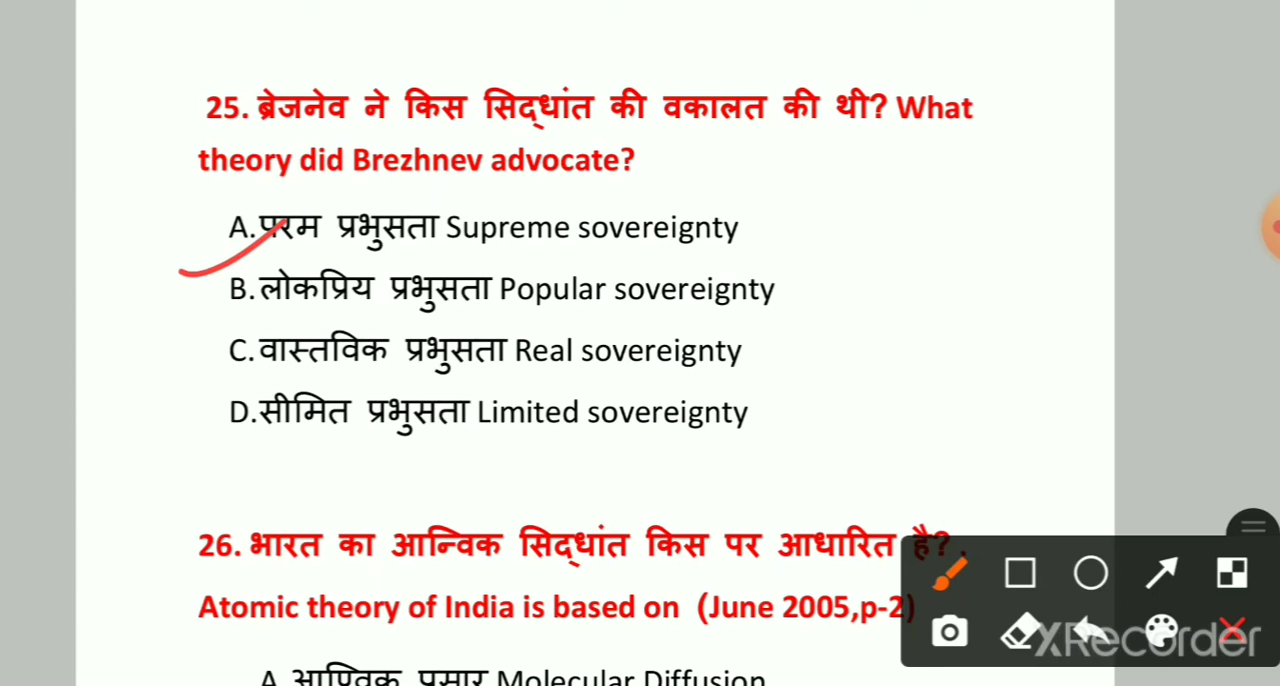 25. ब्रेजनेव ने किस सिद्धांत की वकालत की थी? What
theory did Brezhnev advocate?
A.परम प्रभुसता Supreme sovereignty
B.लोकप्रिय प्रभुसता Popular sovereignty
C.वास्तविक प्रभुसता Real sovereignty
D.सीमित प्रभुसता Limited sovereignty
26. भारत का आन्विक सिद्धांत किस पर आधारित है? .
Atomic theory of India is based on (June 2005,p-2)
XRecorder
A आण्विक प्रसार Molecular Diffusion